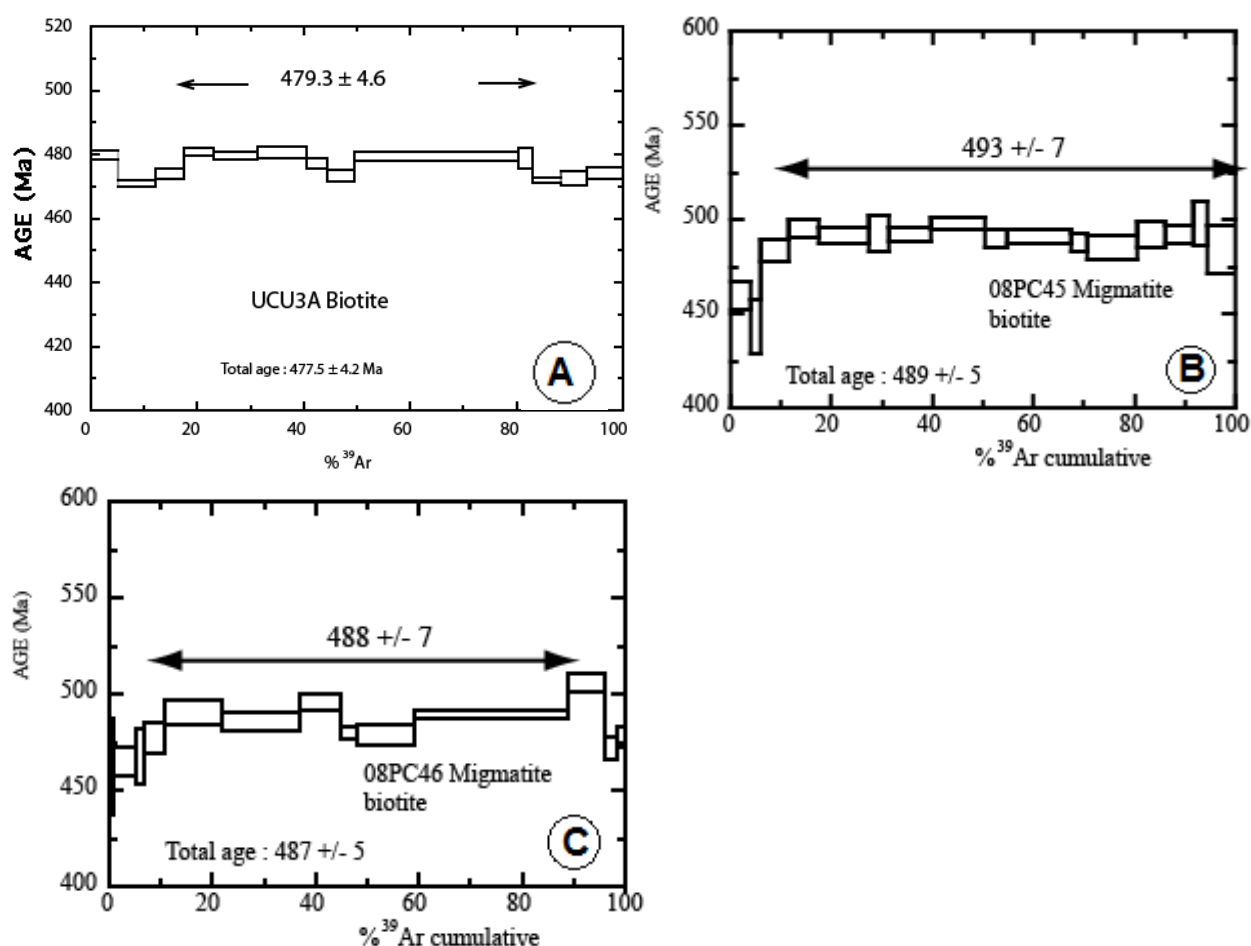 520
500
480
460
440
420
400
AGE (Ma)
479.3 ± 4.6
UCU3A Biotite
Total age : 477.5 ± 4.2 Ma
A
0 20 40 60 80 100
% ³⁹Ar
600
550
500
450
400
AGE (Ma)
493 +/- 7
08PC45 Migmatite
biotite
Total age : 489 +/- 5
B
0 20 40 60 80 100
%³⁹Ar cumulative
600
550
500
450
400
AGE (Ma)
488 +/- 7
08PC46 Migmatite
biotite
Total age : 487 +/- 5
C
0 20 40 60 80 100
%³⁹Ar cumulative